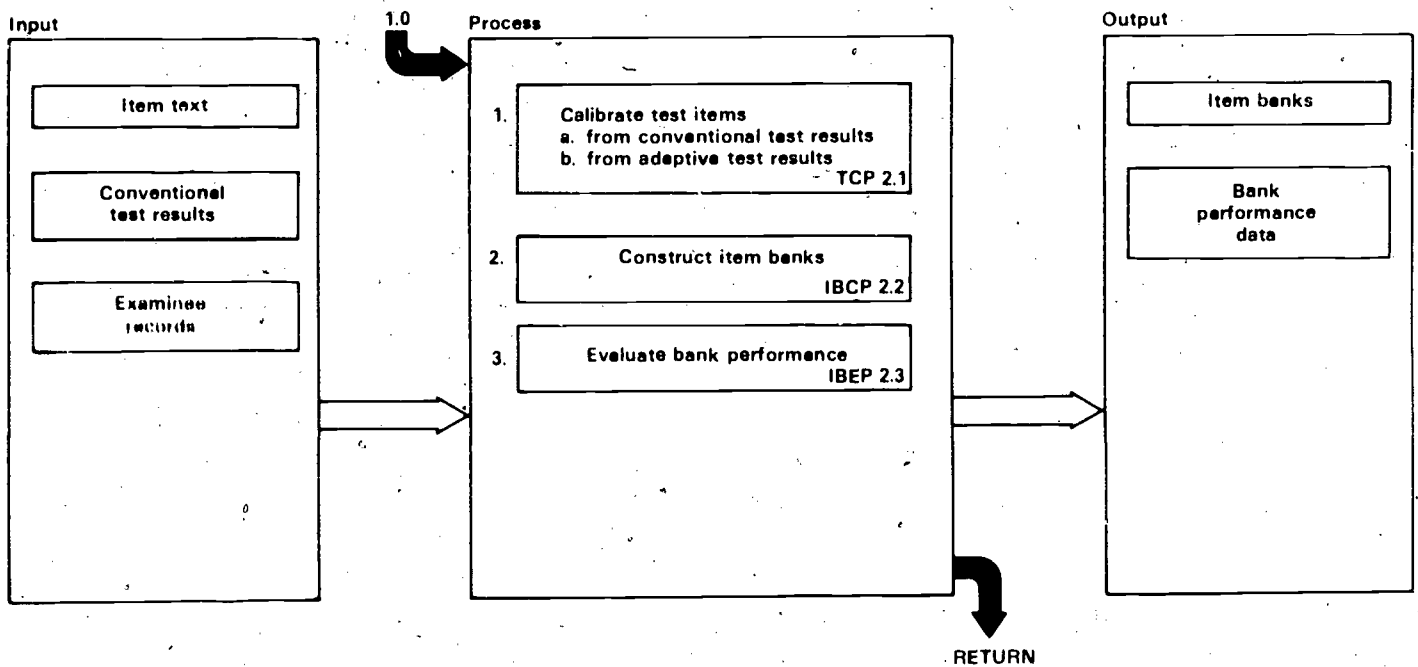 Input
Item text
Conventional
test results
Examinee
records
1.0
Process
1. Calibrate test items
a. from conventional test results
b. from adaptive test results
TCP 2.1
2. Construct item banks
IBCP 2.2
3. Evaluate bank performance
IBEP 2.3
RETURN
Output
Item banks
Bank
performance
data